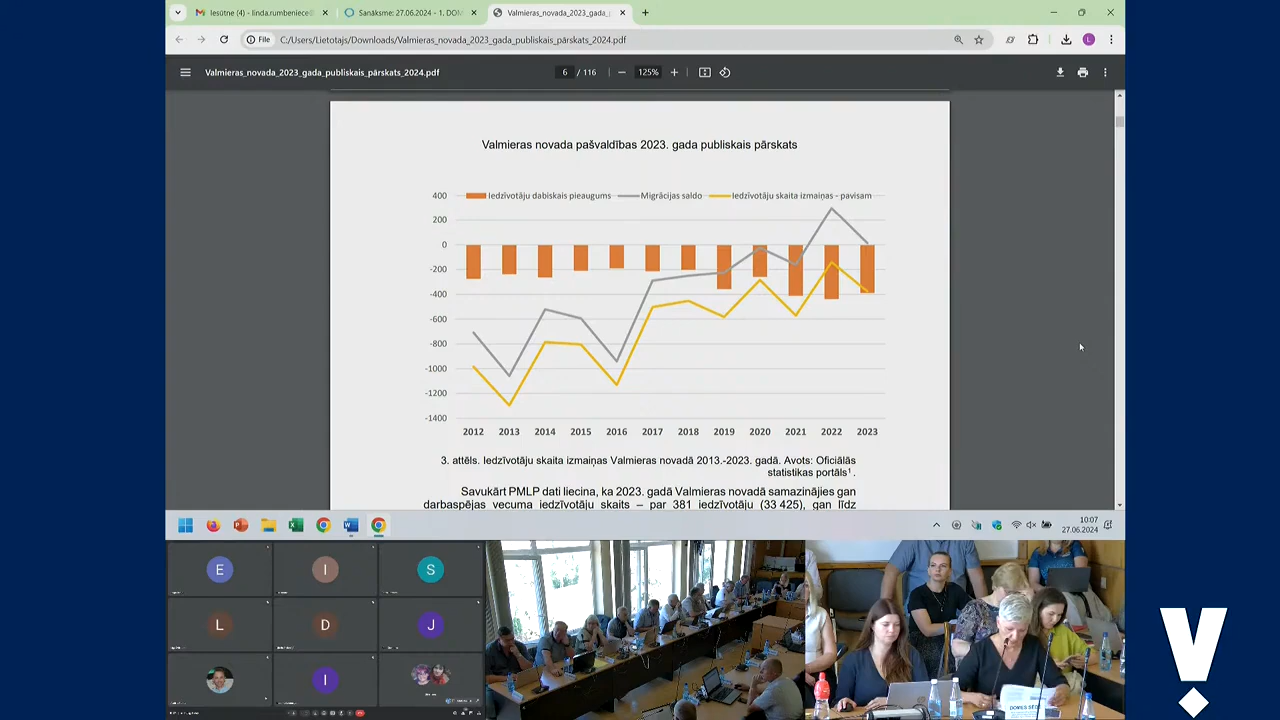 Iesūtne (4) - linda.rumbeniece@
Sanāksme: 27.06.2024 - 1. DOM
Valmieras_novada_2023_gada_
File
C:/Users/Lietotajs/Downloads/Valmieras_novada_2023_gada_publiskais_pārskats_2024.pdf
Valmieras_novada_2023_gada_publiskais_pārskats_2024.pdf
6 / 116
125%
Valmieras novada pašvaldības 2023. gada publiskais pārskats
Iedzīvotāju dabiskais pieaugums
Migrācijas saldo
Iedzīvotāju skaita izmaiņas - pavisam
400
200
0
-200
-400
-600
-800
-1000
-1200
-1400
2012 2013 2014 2015 2016 2017 2018 2019 2020 2021 2022 2023
3. attēls. Iedzīvotāju skaita izmaiņas Valmieras novadā 2013.-2023. gadā. Avots: Oficiālās
statistikas portāls¹.
Savukārt PMLP dati liecina, ka 2023. gadā Valmieras novadā samazinājies gan
darbaspējas vecuma iedzīvotāju skaits – par 381 iedzīvotāju (33 425), gan līdz
10:07
27.06.2024
E
I
S
L
D
J
I
L